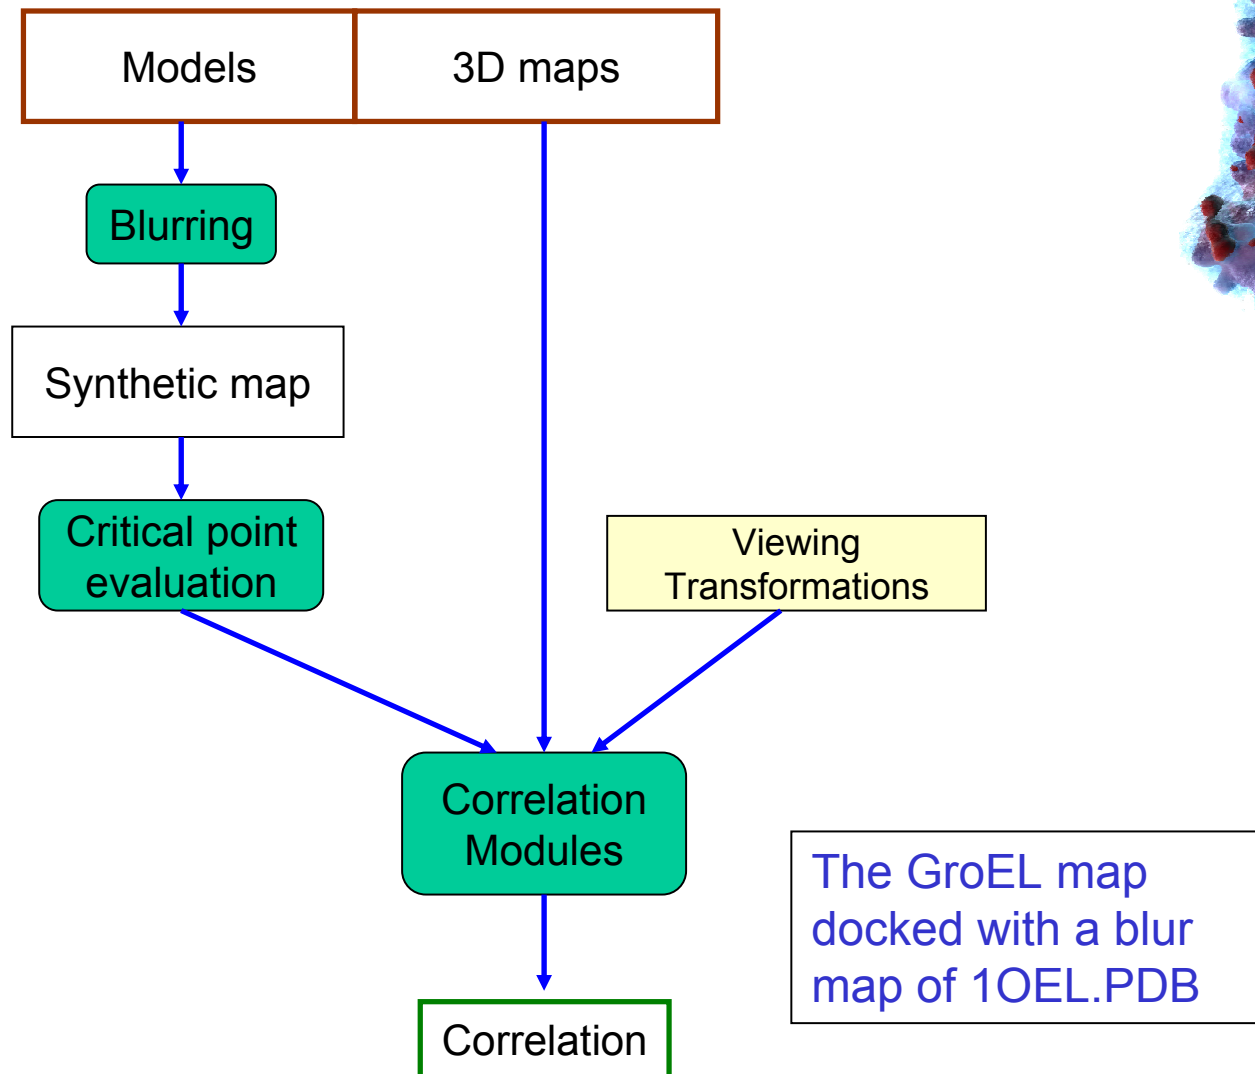 Models
3D maps
Blurring
Synthetic map
Critical point
evaluation
Viewing
Transformations
Correlation
Modules
The GroEL map
docked with a blur
map of 1OEL.PDB
Correlation